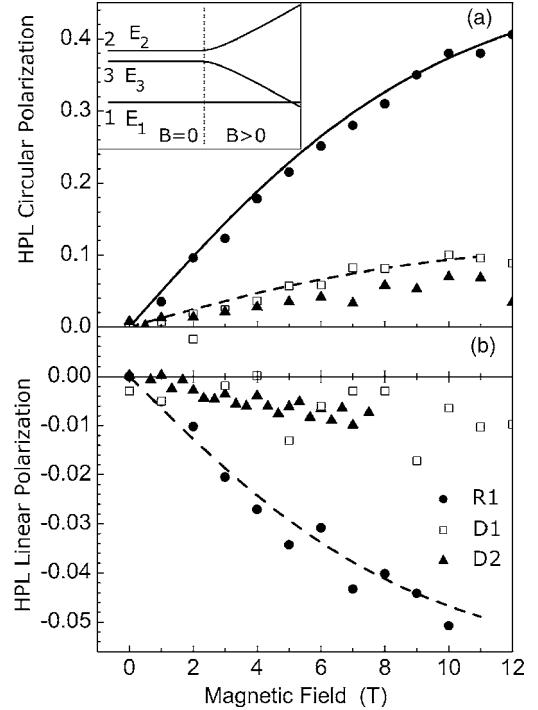 (a)
HPL Circular Polarization
0.4
0.3
0.2
0.1
0.0
2 E2
3 E3
1 E1
B=0 B>0
(b)
HPL Linear Polarization
0.00
-0.01
-0.02
-0.03
-0.04
-0.05
R1
D1
D2
0 2 4 6 8 10 12
Magnetic Field (T)